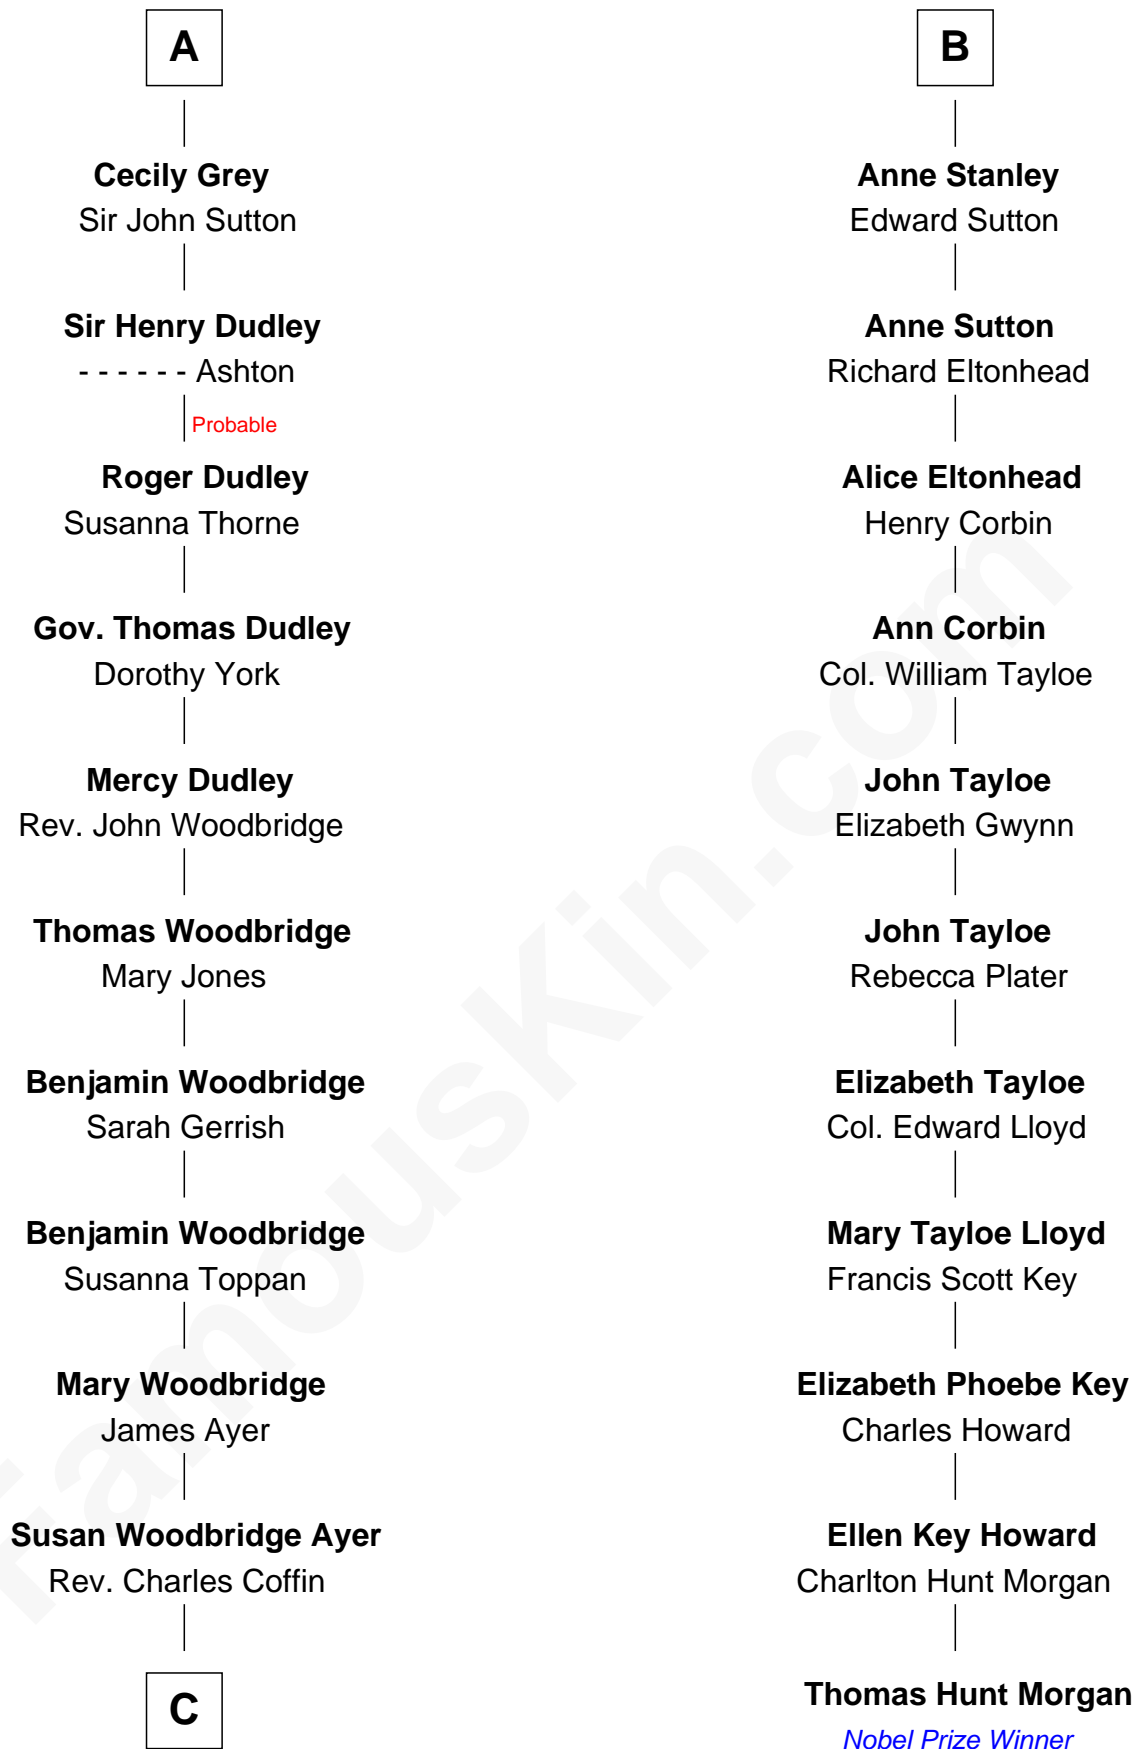 A
Cecily Grey
Sir John Sutton
Sir Henry Dudley
- - - - - - Ashton
Probable
Roger Dudley
Susanna Thorne
Gov. Thomas Dudley
Dorothy York
Mercy Dudley
Rev. John Woodbridge
Thomas Woodbridge
Mary Jones
Benjamin Woodbridge
Sarah Gerrish
Benjamin Woodbridge
Susanna Toppan
Mary Woodbridge
James Ayer
Susan Woodbridge Ayer
Rev. Charles Coffin
C
B
Anne Stanley
Edward Sutton
Anne Sutton
Richard Eltonhead
Alice Eltonhead
Henry Corbin
Ann Corbin
Col. William Tayloe
John Tayloe
Elizabeth Gwynn
John Tayloe
Rebecca Plater
Elizabeth Tayloe
Col. Edward Lloyd
Mary Tayloe Lloyd
Francis Scott Key
Elizabeth Phoebe Key
Charles Howard
Ellen Key Howard
Charlton Hunt Morgan
Thomas Hunt Morgan
Nobel Prize Winner
FamousKin.com